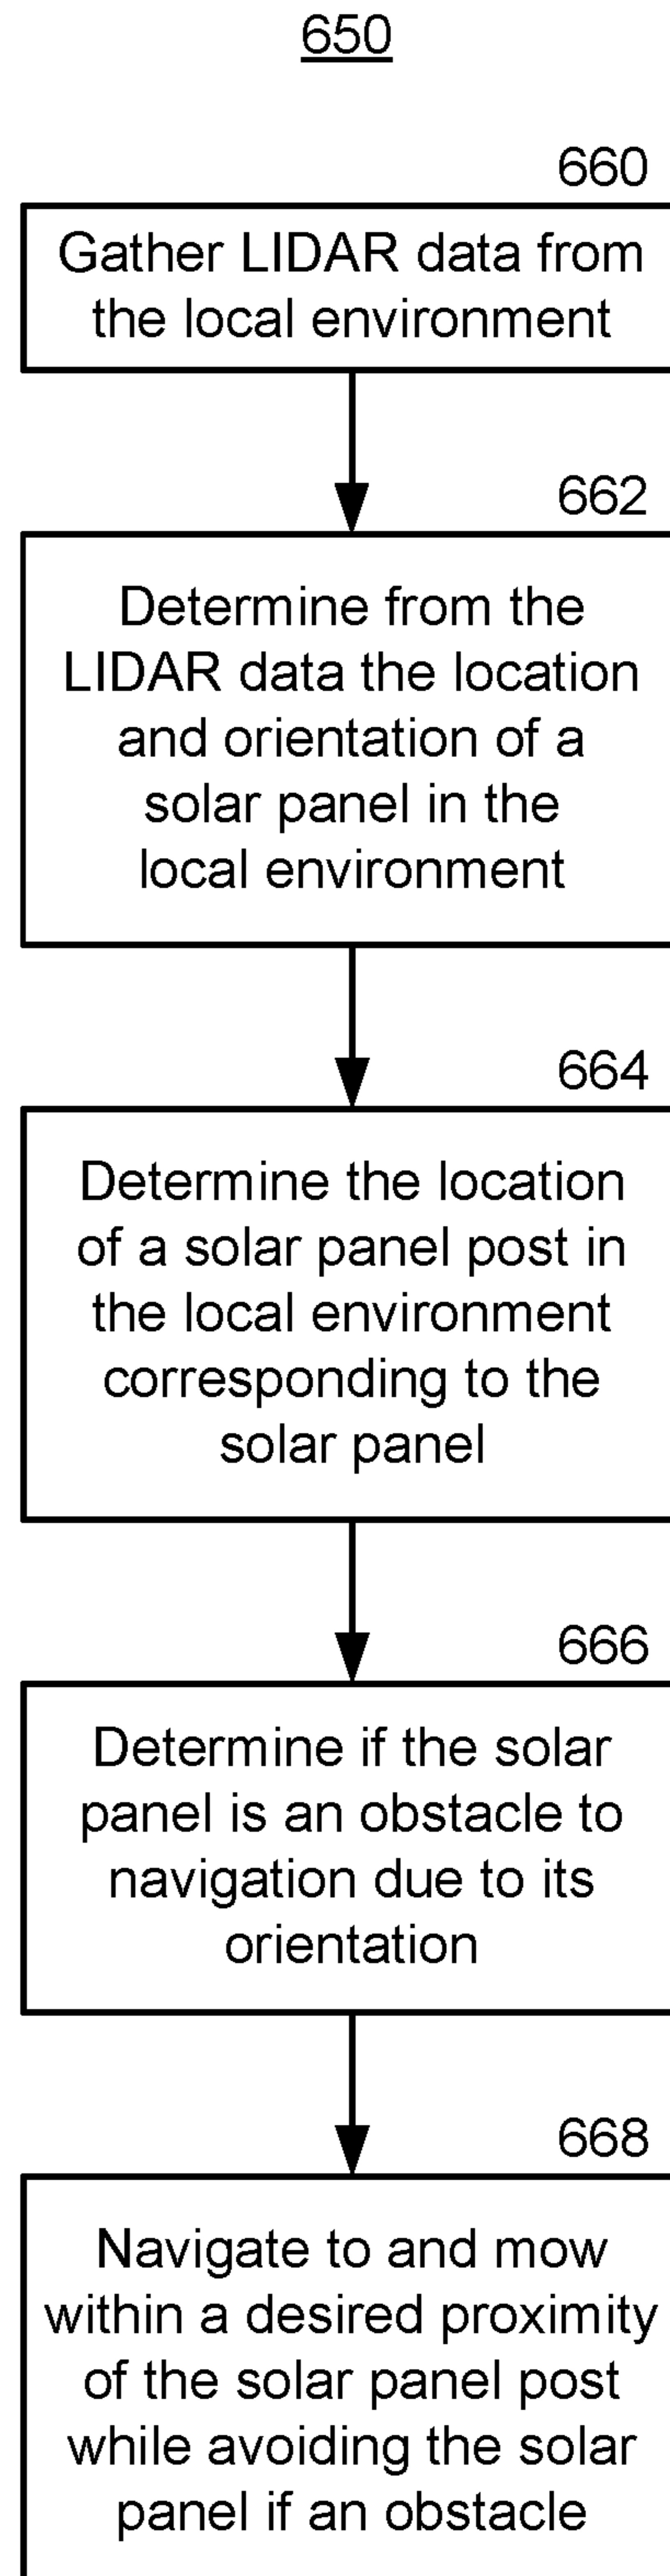 650
660
Gather LIDAR data from
the local environment
662
Determine from the
LIDAR data the location
and orientation of a
solar panel in the
local environment
664
Determine the location
of a solar panel post in
the local environment
corresponding to the
solar panel
666
Determine if the solar
panel is an obstacle to
navigation due to its
orientation
668
Navigate to and mow
within a desired proximity
of the solar panel post
while avoiding the solar
panel if an obstacle